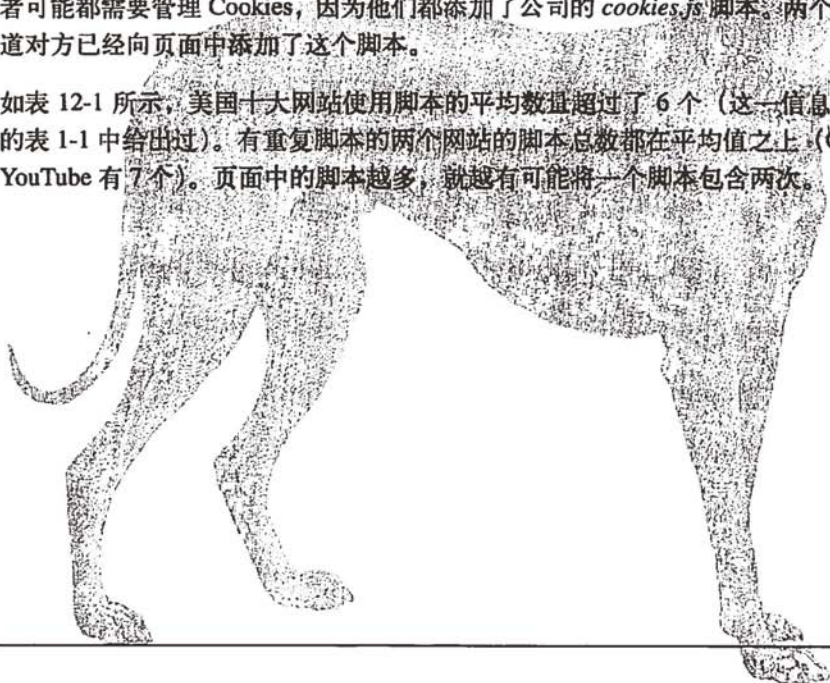 者可能都需要管理 Cookies，因为他们都添加了公司的 cookies.js 脚本。两个
道对方已经向页面中添加了这个脚本。
如表 12-1 所示，美国十大网站使用脚本的平均数量超过了 6 个（这一信息
的表 1-1 中给出过）。有重复脚本的两个网站的脚本总数都在平均值之上（
YouTube 有 7 个）。页面中的脚本越多，就越有可能将一个脚本包含两次。